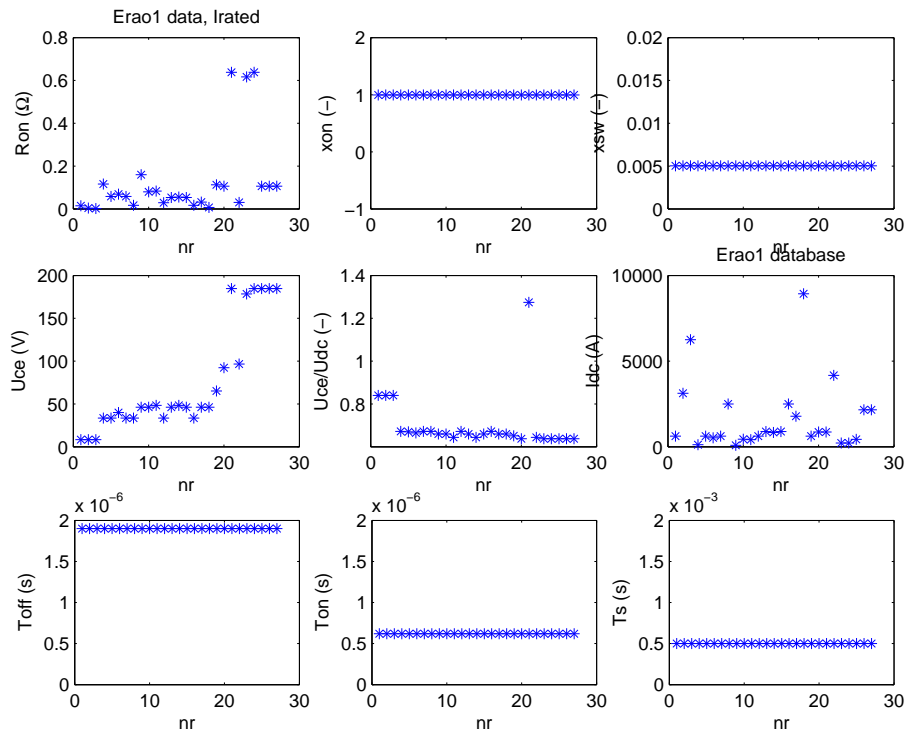 Erao1 data, Irated
0.8
0.6
0.4
0.2
0
Ron (Ω)
0 10 20 30
nr
2
1
0
−1
xon (−)
0 10 20 30
nr
0.02
0.015
0.01
0.005
0
xsw (−)
0 10 20 30
nr
200
150
100
50
0
Uce (V)
0 10 20 30
nr
1.4
1.2
1
0.8
Uce/Udc (−)
0 10 20 30
nr
Erao1 database
10000
5000
0
Idc (A)
0 10 20 30
nr
x 10^−6
2
1.5
1
0.5
0
Toff (s)
0 10 20 30
nr
x 10^−6
2
1.5
1
0.5
0
Ton (s)
0 10 20 30
nr
x 10^−3
2
1.5
1
0.5
0
Ts (s)
0 10 20 30
nr